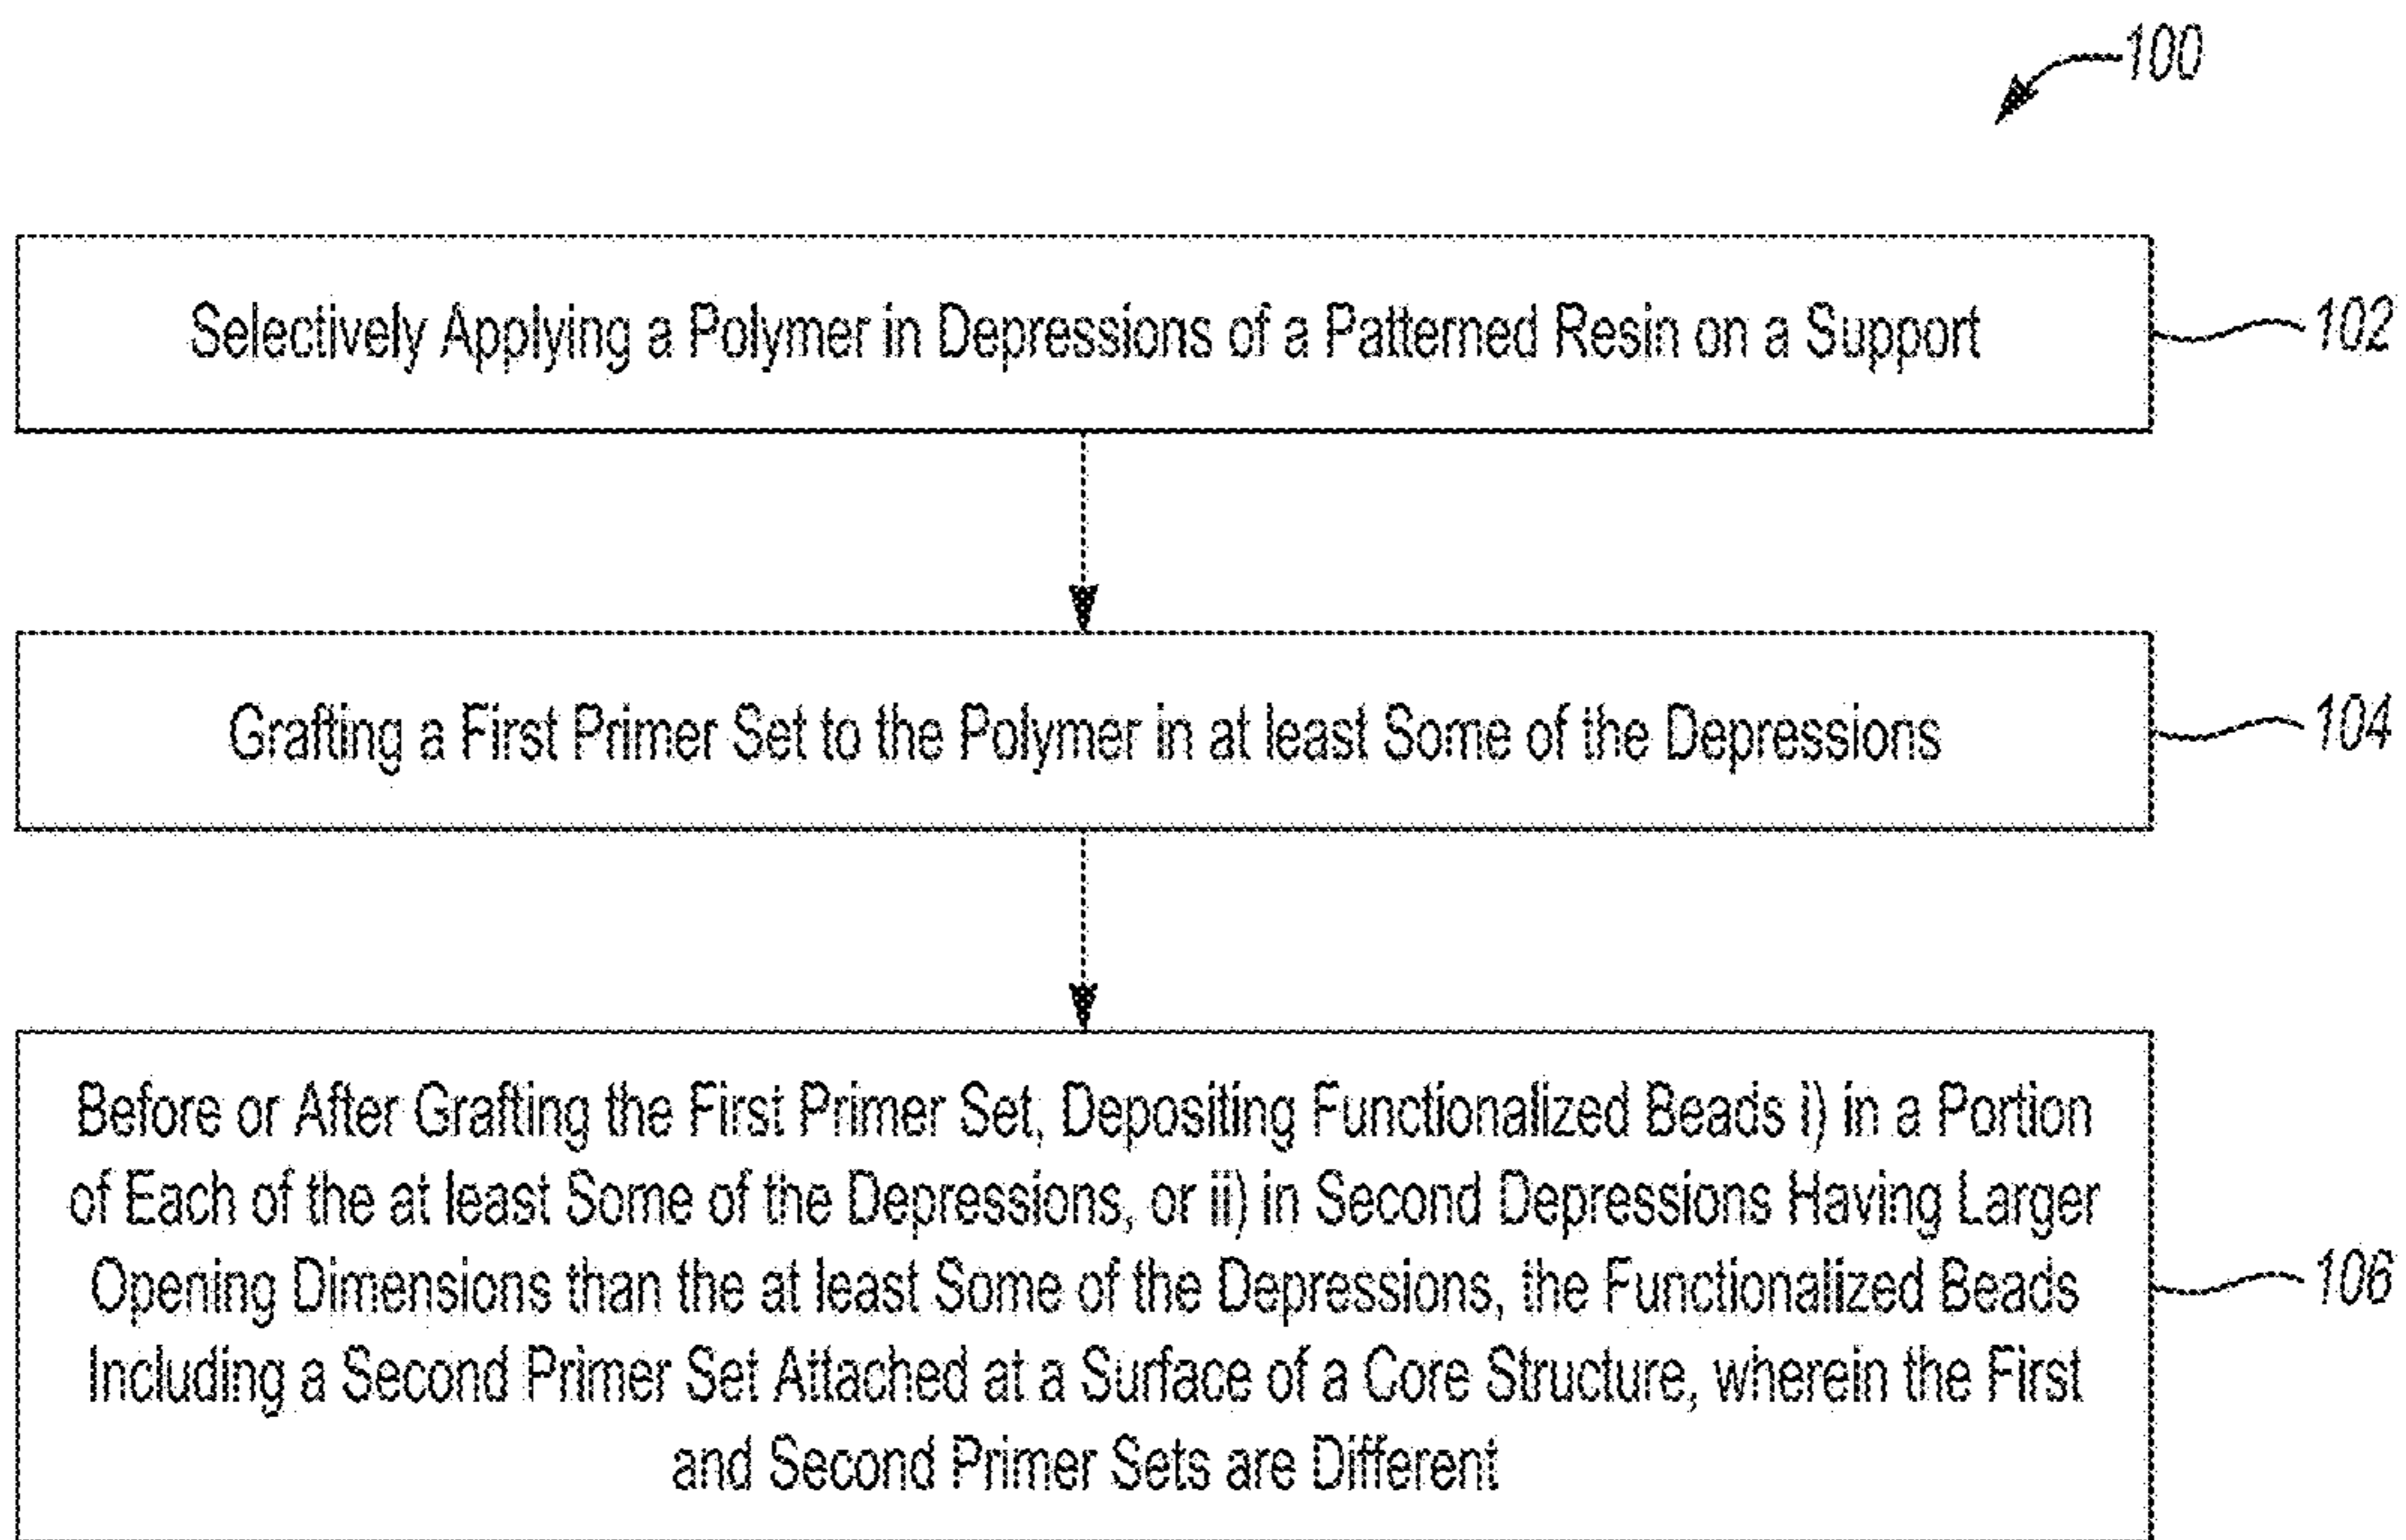 100
Selectively Applying a Polymer in Depressions of a Patterned Resin on a Support
102
Grafting a First Primer Set to the Polymer in at least Some of the Depressions
104
Before or After Grafting the First Primer Set, Depositing Functionalized Beads i) in a Portion
of Each of the at least Some of the Depressions, or ii) in Second Depressions Having Larger
Opening Dimensions than the at least Some of the Depressions, the Functionalized Beads
Including a Second Primer Set Attached at a Surface of a Core Structure, wherein the First
and Second Primer Sets are Different
106